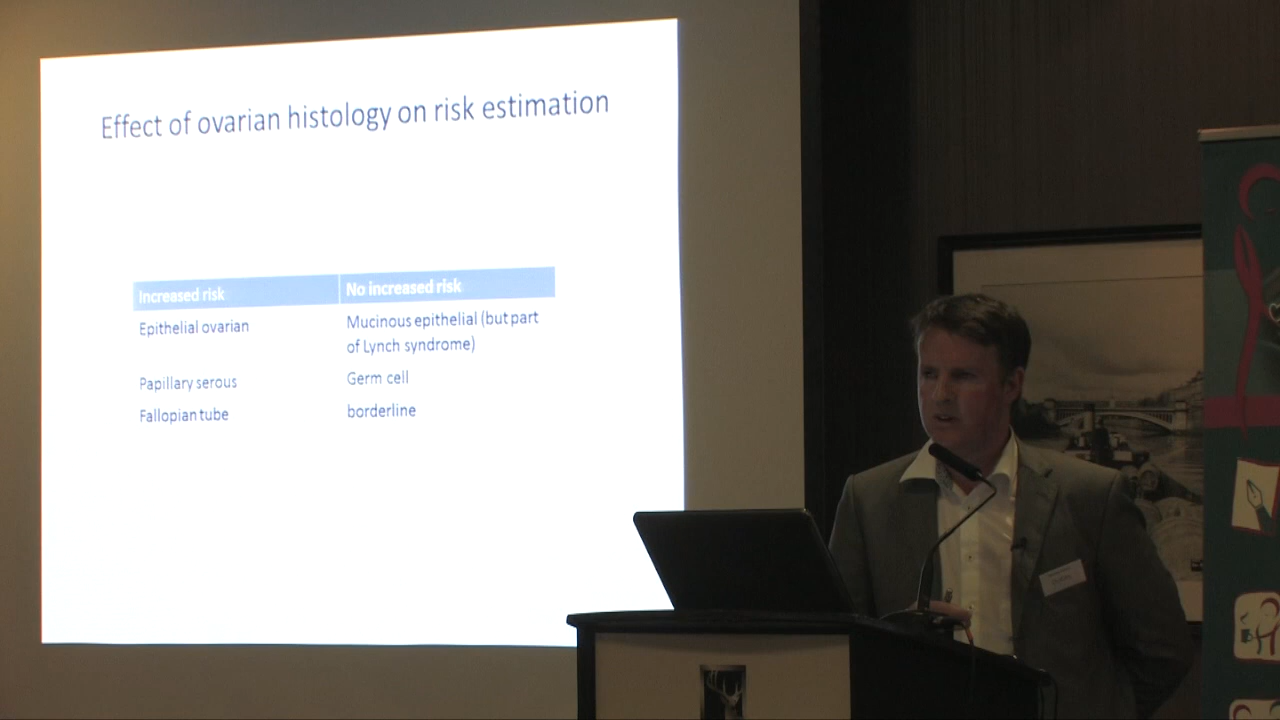 Effect of ovarian histology on risk estimation
Increased risk
No increased risk
Epithelial ovarian
Mucinous epithelial (but part
of Lynch syndrome)
Papillary serous
Germ cell
Fallopian tube
borderline